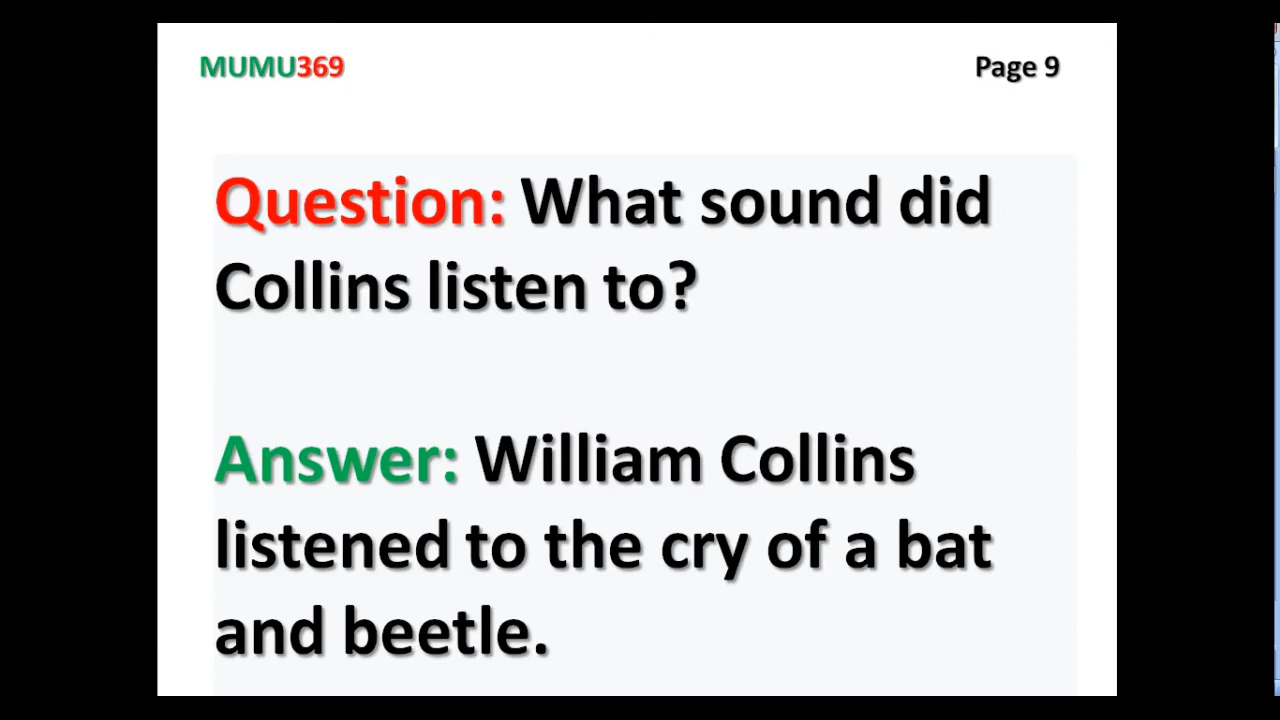 MUMU369 Page 9
Question: What sound did
Collins listen to?
Answer: William Collins
listened to the cry of a bat
and beetle.